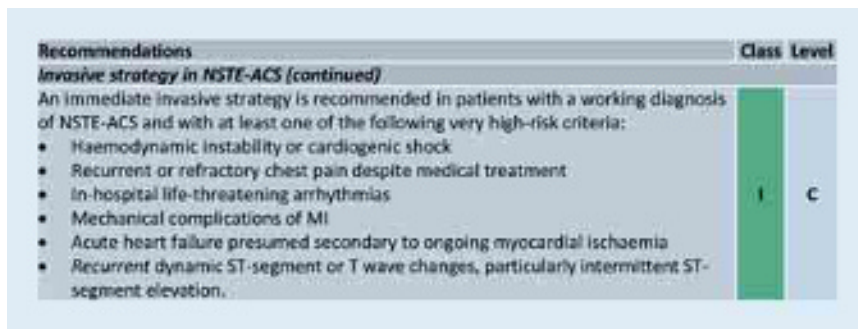 Recommendations Class Level
Invasive strategy in NSTE-ACS (continued)
An immediate invasive strategy is recommended in patients with a working diagnosis
of NSTE-ACS and with at least one of the following very high-risk criteria:
• Haemodynamic instability or cardiogenic shock
• Recurrent or refractory chest pain despite medical treatment
• In-hospital life-threatening arrhythmias
• Mechanical complications of MI
• Acute heart failure presumed secondary to ongoing myocardial ischaemia
• Recurrent dynamic ST-segment or T wave changes, particularly intermittent ST-
segment elevation.
I C